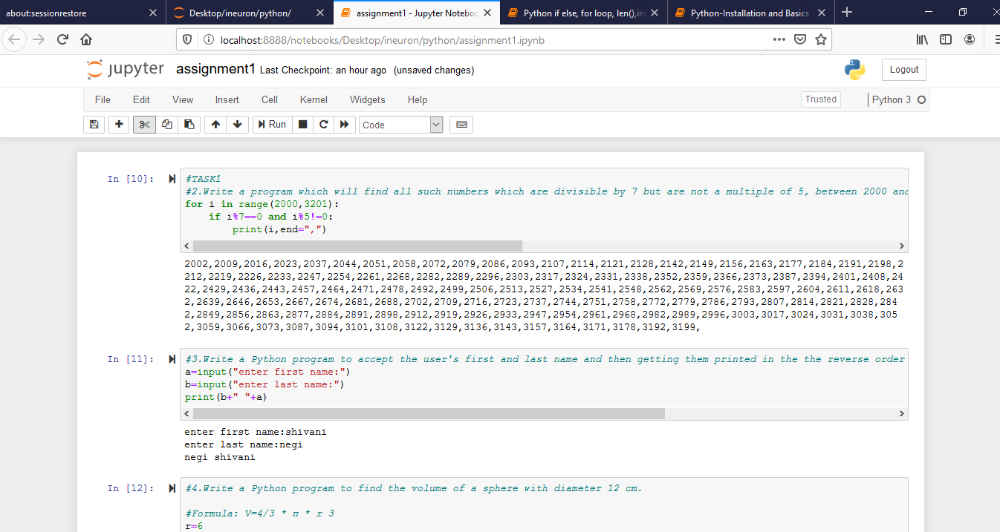 about:sessionrestore
Desktop/ineuron/python/
assignment1 - Jupyter Noteboo
Python if else, for loop, len(),in
Python-Installation and Basics
localhost:8888/notebooks/Desktop/ineuron/python/assignment1.ipynb
jupyter assignment1 Last Checkpoint: an hour ago (unsaved changes)
Logout
File Edit View Insert Cell Kernel Widgets Help
Trusted
Python 3
Run
Code
In [10]:
#TASK1
#2.Write a program which will find all such numbers which are divisible by 7 but are not a multiple of 5, between 2000 and
for i in range(2000,3201):
    if i%7==0 and i%5!=0:
        print(i,end=",")
2002,2009,2016,2023,2037,2044,2051,2058,2072,2079,2086,2093,2107,2114,2121,2128,2142,2149,2156,2163,2177,2184,2191,2198,2
212,2219,2226,2233,2247,2254,2261,2268,2282,2289,2296,2303,2317,2324,2331,2338,2352,2359,2366,2373,2387,2394,2401,2408,24
22,2429,2436,2443,2457,2464,2471,2478,2492,2499,2506,2513,2527,2534,2541,2548,2562,2569,2576,2583,2597,2604,2611,2618,263
2,2639,2646,2653,2667,2674,2681,2688,2702,2709,2716,2723,2737,2744,2751,2758,2772,2779,2786,2793,2807,2814,2821,2828,284
2,2849,2856,2863,2877,2884,2891,2898,2912,2919,2926,2933,2947,2954,2961,2968,2982,2989,2996,3003,3017,3024,3031,3038,305
2,3059,3066,3073,3087,3094,3101,3108,3122,3129,3136,3143,3157,3164,3171,3178,3192,3199,
In [11]:
#3.Write a Python program to accept the user's first and last name and then getting them printed in the the reverse order
a=input("enter first name:")
b=input("enter last name:")
print(b+" "+a)
enter first name:shivani
enter last name:negi
negi shivani
In [12]:
#4.Write a Python program to find the volume of a sphere with diameter 12 cm.
#Formula: V=4/3 * π * r 3
r=6